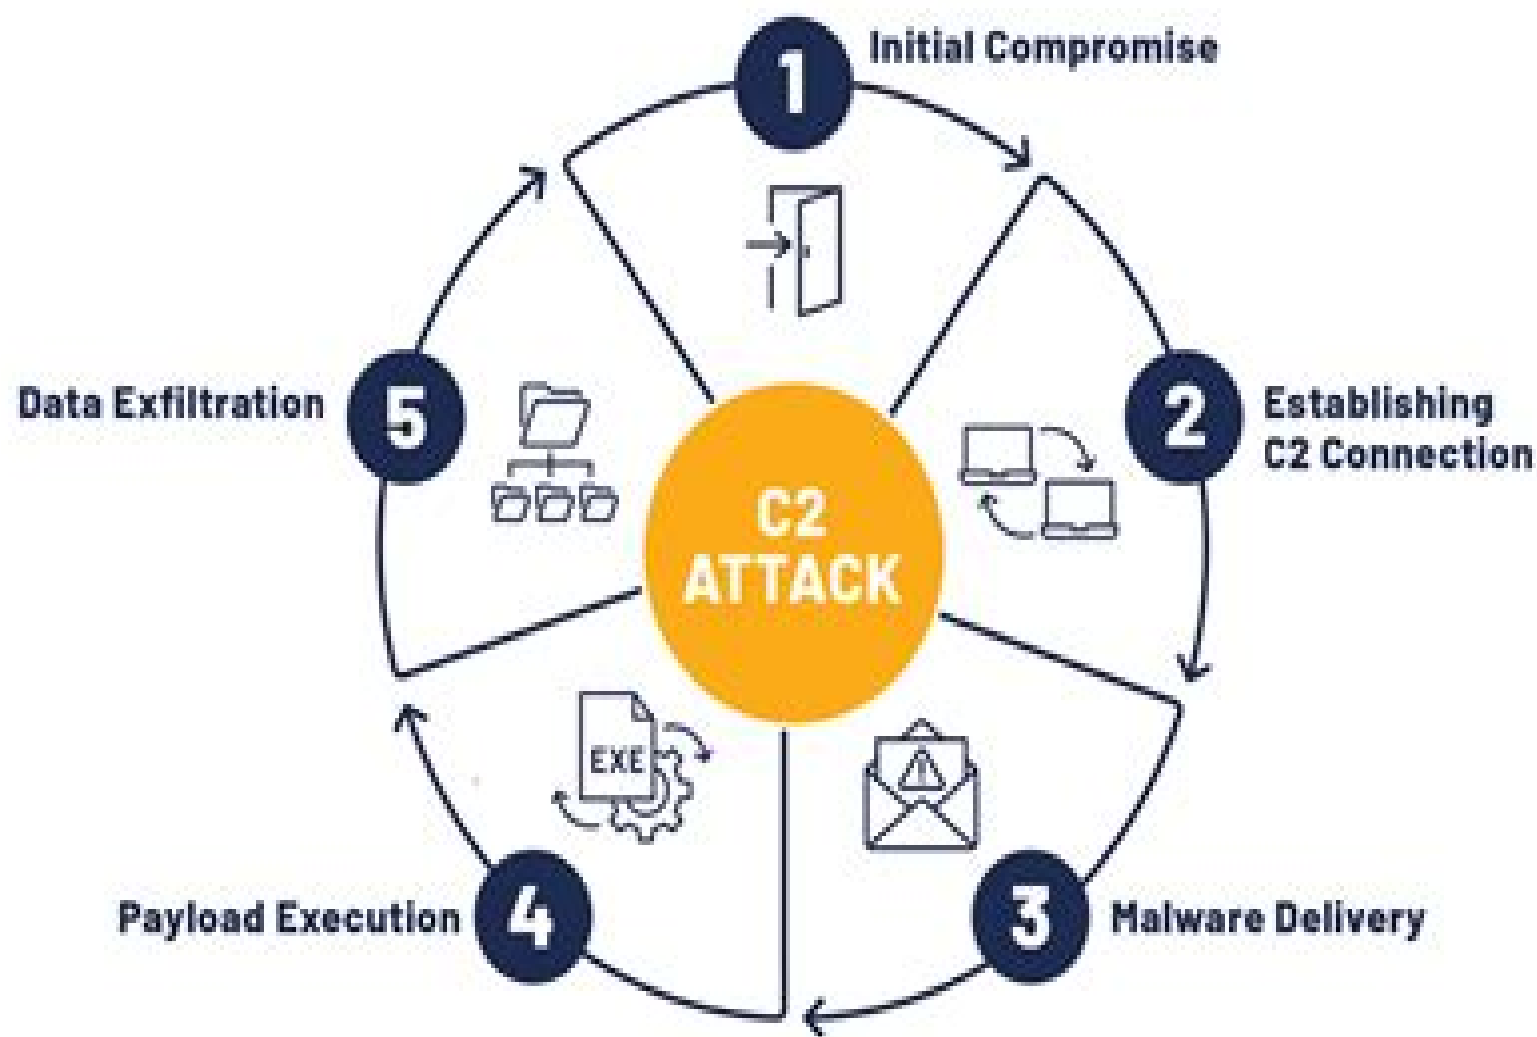 1
Initial Compromise
2
Establishing
C2 Connection
3
Malware Delivery
4
Payload Execution
5
Data Exfiltration
C2
ATTACK
EXE